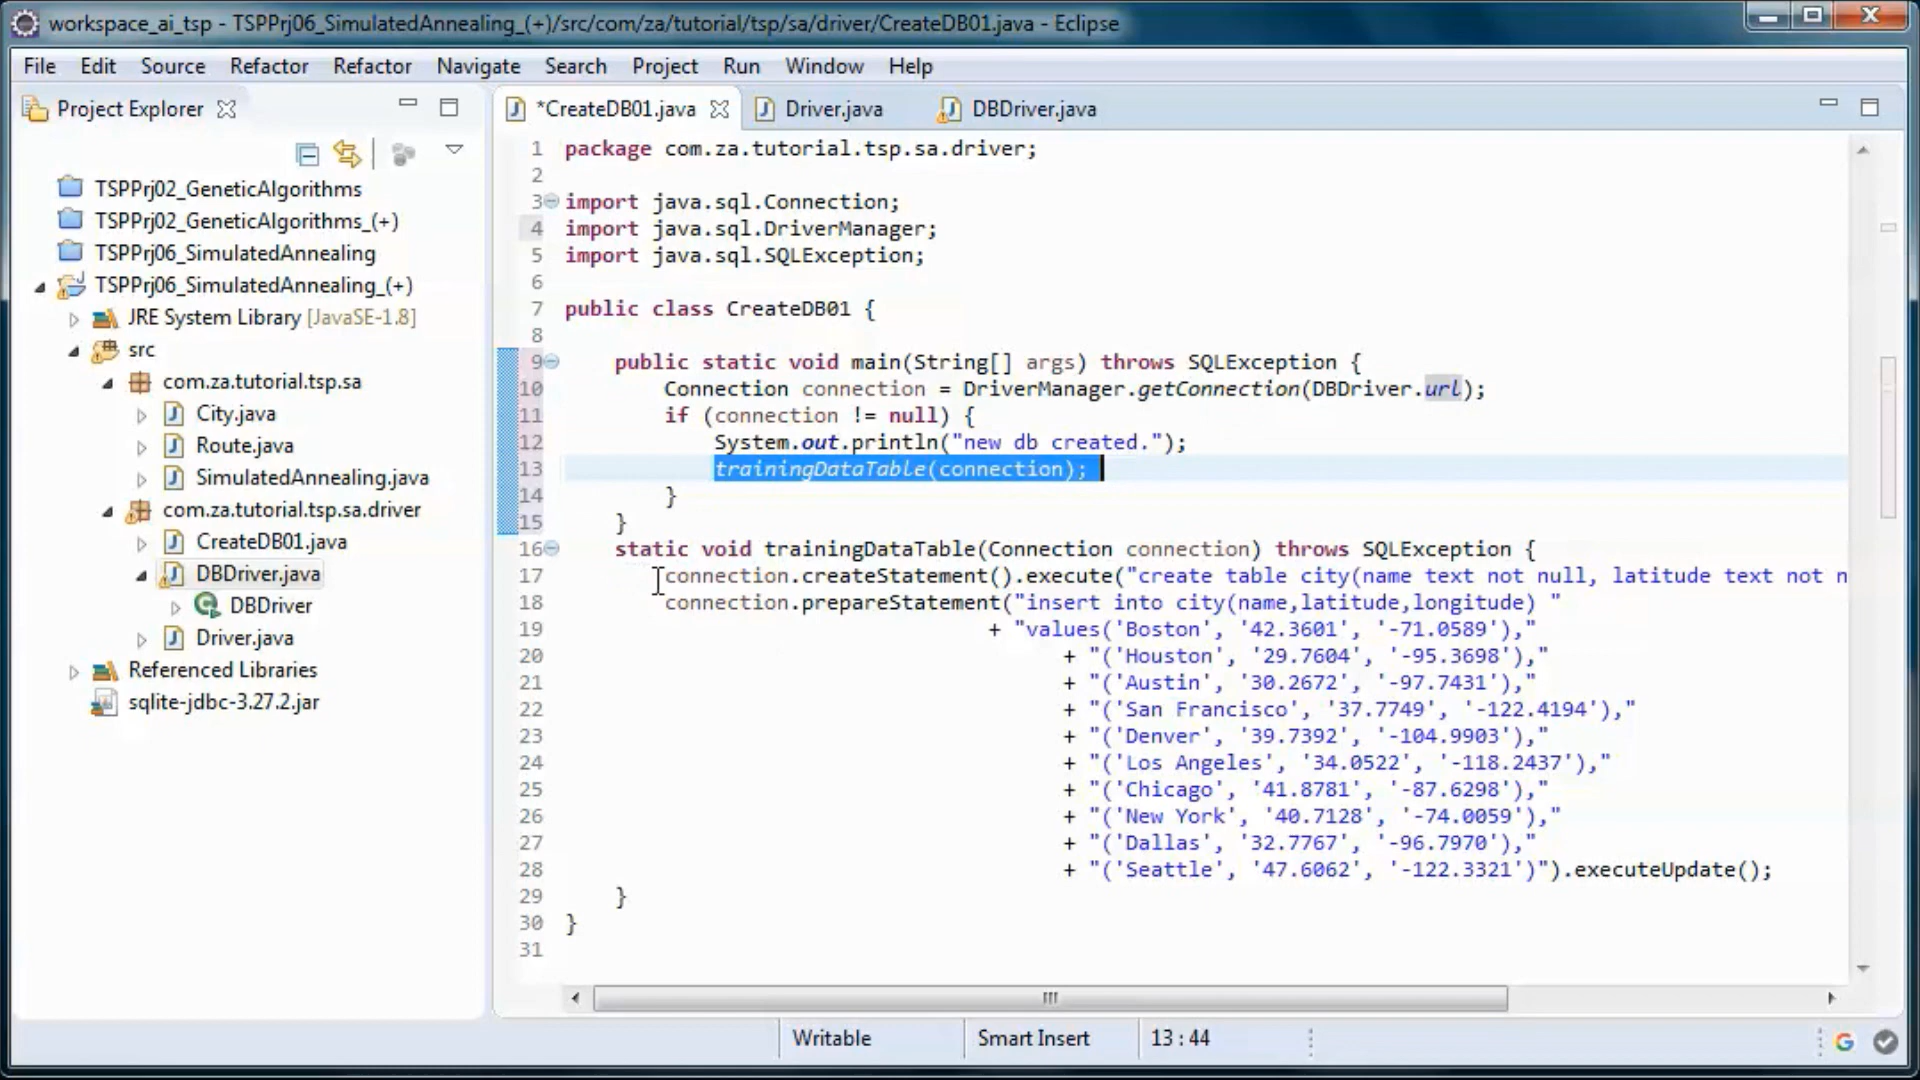 workspace_ai_tsp - TSPPrj06_SimulatedAnnealing_(+)/src/com/za/tutorial/tsp/sa/driver/CreateDB01.java - Eclipse
File Edit Source Refactor Refactor Navigate Search Project Run Window Help
Project Explorer
TSPPrj02_GeneticAlgorithms
TSPPrj02_GeneticAlgorithms_(+)
TSPPrj06_SimulatedAnnealing
TSPPrj06_SimulatedAnnealing_(+)
JRE System Library [JavaSE-1.8]
src
com.za.tutorial.tsp.sa
City.java
Route.java
SimulatedAnnealing.java
com.za.tutorial.tsp.sa.driver
CreateDB01.java
DBDriver.java
DBDriver
Driver.java
Referenced Libraries
sqlite-jdbc-3.27.2.jar
*CreateDB01.java Driver.java DBDriver.java
1 package com.za.tutorial.tsp.sa.driver;
2
3 import java.sql.Connection;
4 import java.sql.DriverManager;
5 import java.sql.SQLException;
6
7 public class CreateDB01 {
8
9 public static void main(String[] args) throws SQLException {
10 Connection connection = DriverManager.getConnection(DBDriver.url);
11 if (connection != null) {
12 System.out.println("new db created.");
13 trainingDataTable(connection);
14 }
15 }
16 static void trainingDataTable(Connection connection) throws SQLException {
17 connection.createStatement().execute("create table city(name text not null, latitude text not n
18 connection.prepareStatement("insert into city(name,latitude,longitude) "
19 + "values('Boston', '42.3601', '-71.0589'),"
20 + "('Houston', '29.7604', '-95.3698'),"
21 + "('Austin', '30.2672', '-97.7431'),"
22 + "('San Francisco', '37.7749', '-122.4194'),"
23 + "('Denver', '39.7392', '-104.9903'),"
24 + "('Los Angeles', '34.0522', '-118.2437'),"
25 + "('Chicago', '41.8781', '-87.6298'),"
26 + "('New York', '40.7128', '-74.0059'),"
27 + "('Dallas', '32.7767', '-96.7970'),"
28 + "('Seattle', '47.6062', '-122.3321')").executeUpdate();
29 }
30 }
31
Writable Smart Insert 13 : 44